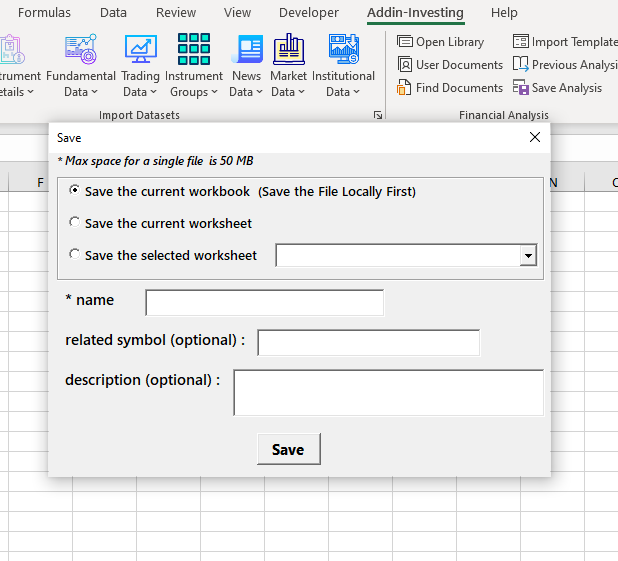 Formulas Data Review View Developer Addin-Investing Help
trument Fundamental Trading Instrument News Market Institutional
etails Data Data Groups Data Data Data
Open Library
User Documents
Find Documents
Import Template
Previous Analysi
Save Analysis
Import Datasets Financial Analysis
Save
* Max space for a single file is 50 MB
F N
Save the current workbook (Save the File Locally First)
Save the current worksheet
Save the selected worksheet
* name
related symbol (optional) :
description (optional) :
Save